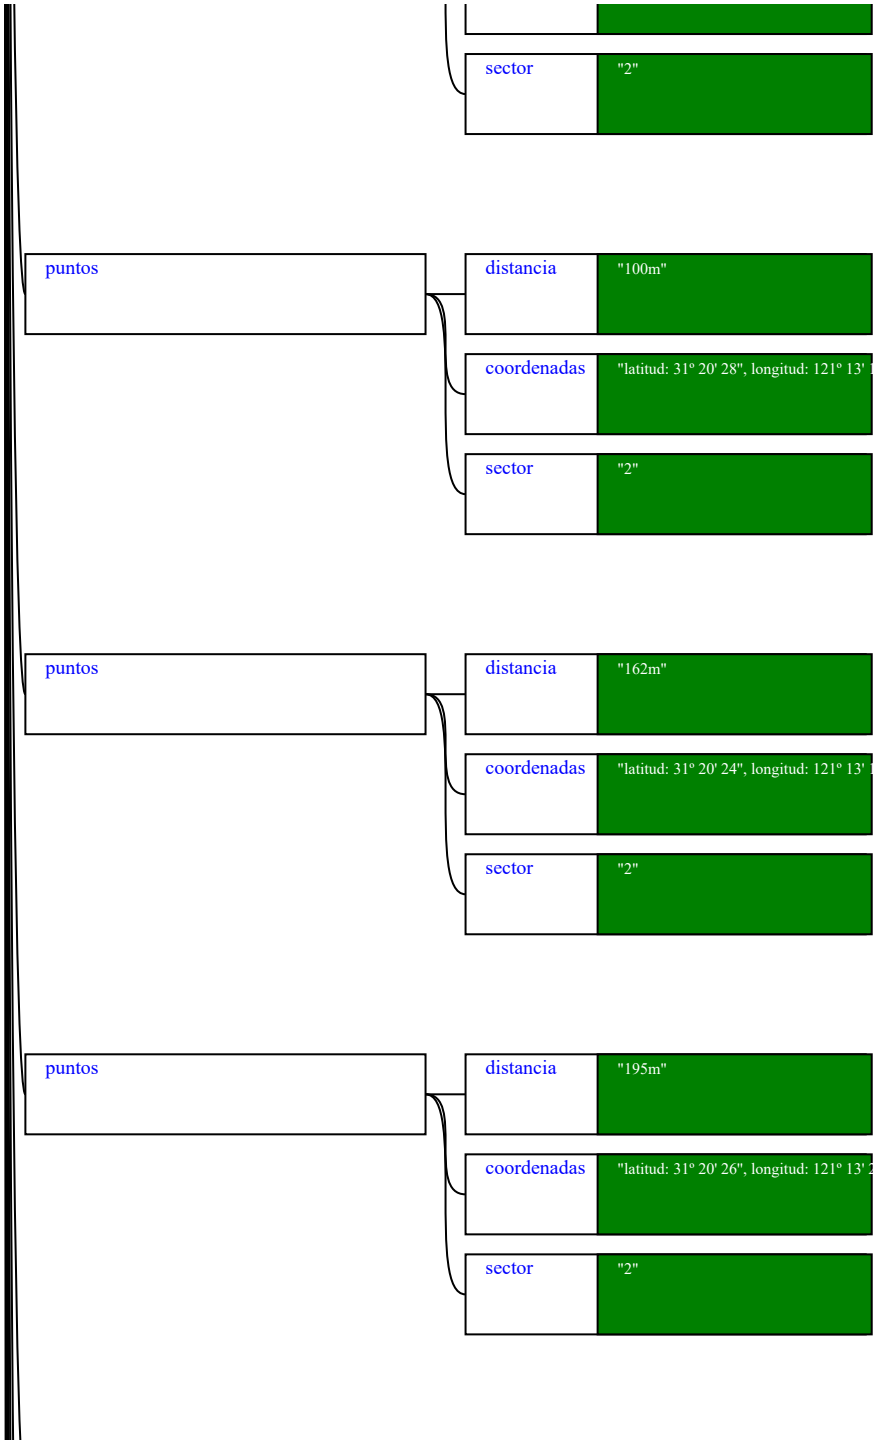 sector "2"
puntos distancia "100m"
coordenadas "latitud: 31º 20' 28", longitud: 121º 13'
sector "2"
puntos distancia "162m"
coordenadas "latitud: 31º 20' 24", longitud: 121º 13'
sector "2"
puntos distancia "195m"
coordenadas "latitud: 31º 20' 26", longitud: 121º 13'
sector "2"